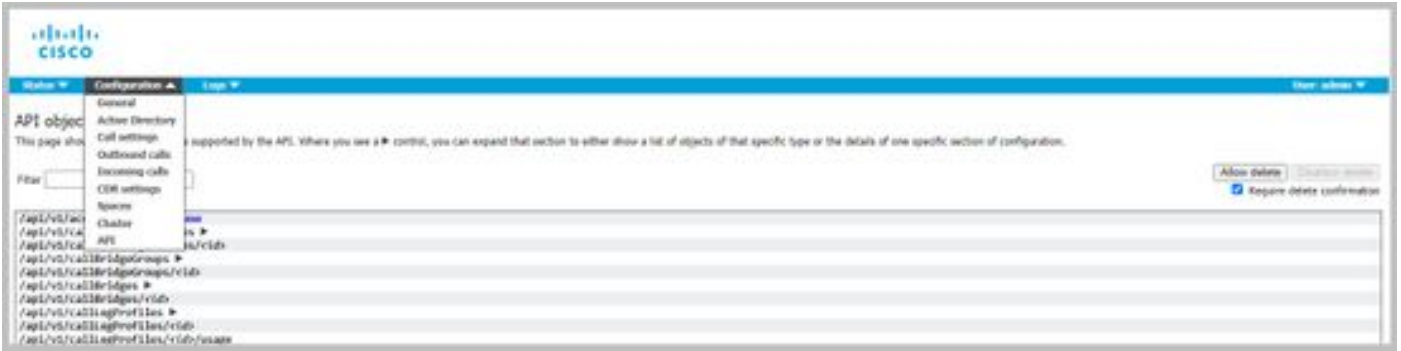 CISCO
Status Configuration Logs User: admin
General
Active Directory
Call settings
Outbound calls
Incoming calls
CDR settings
Spaces
Cluster
API
API objec
This page sho supported by the API. Where you see a ▶ control, you can expand that section to either show a list of objects of that specific type or the details of one specific section of configuration.
Filter
Allow delete
Require delete confirmation
/api/v1/ac
/api/v1/ca s ▶
/api/v1/ca s/<id>
/api/v1/callBridgeGroups ▶
/api/v1/callBridgeGroups/<id>
/api/v1/callBridges ▶
/api/v1/callBridges/<id>
/api/v1/callLegProfiles ▶
/api/v1/callLegProfiles/<id>
/api/v1/callLegProfiles/<id>/usage